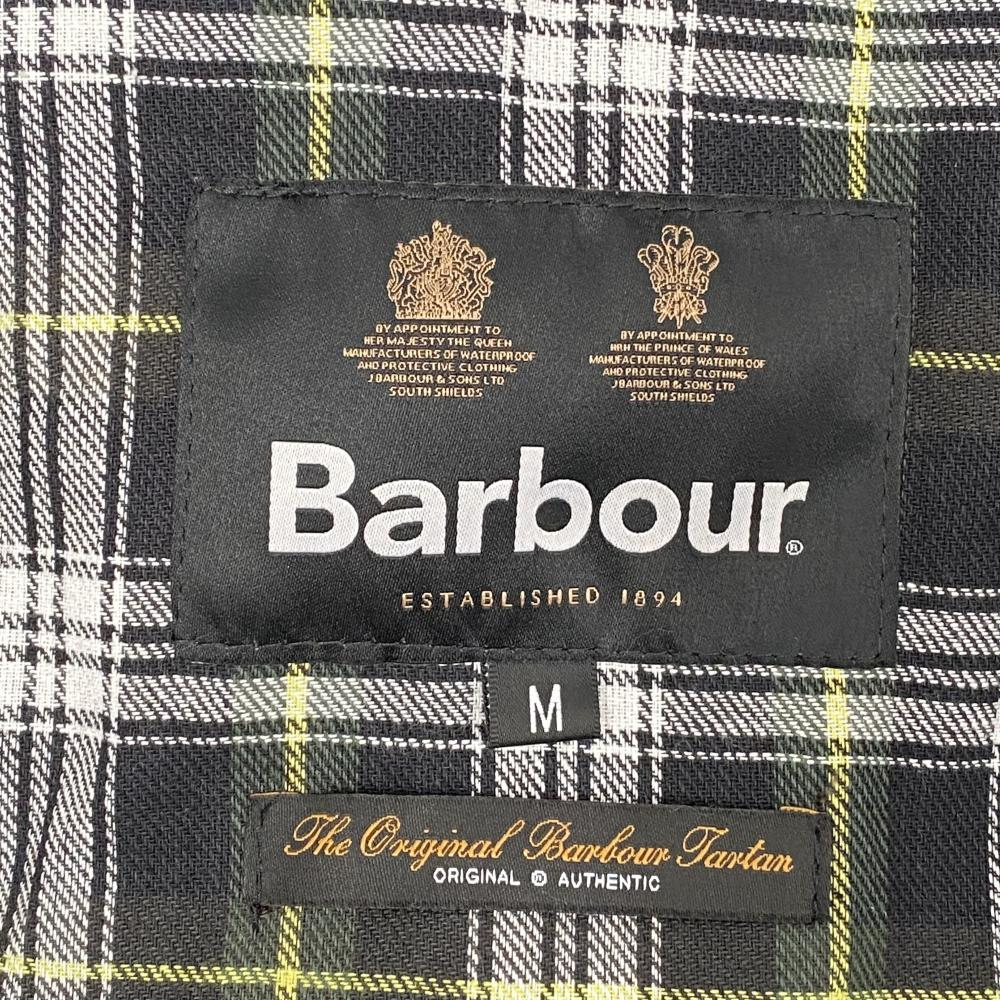 BY APPOINTMENT TO
HER MAJESTY THE QUEEN
MANUFACTURERS OF WATERPROOF
AND PROTECTIVE CLOTHING
J BARBOUR & SONS LTD
SOUTH SHIELDS
BY APPOINTMENT TO
HRH THE PRINCE OF WALES
MANUFACTURERS OF WATERPROOF
AND PROTECTIVE CLOTHING
J BARBOUR & SONS LTD
SOUTH SHIELDS
Barbour®
ESTABLISHED 1894
M
The Original Barbour Tartan
ORIGINAL ® AUTHENTIC